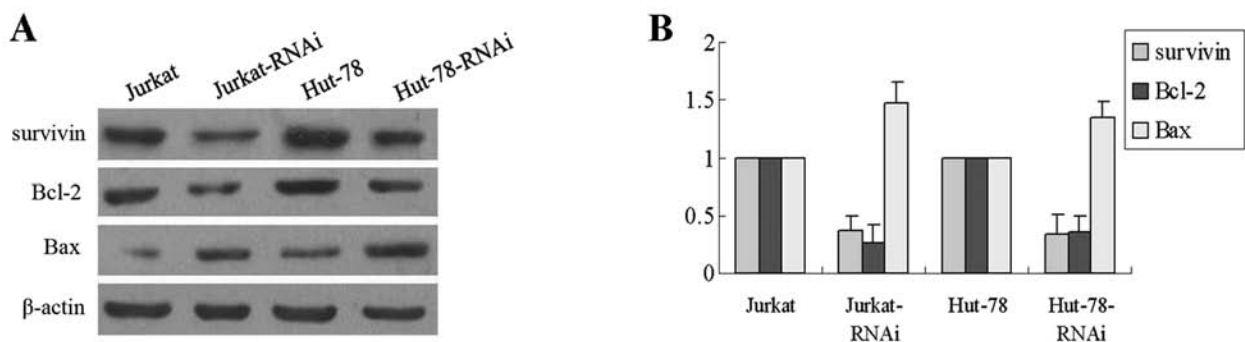 A
Jurkat
Jurkat-RNAi
Hut-78
Hut-78-RNAi
survivin
Bcl-2
Bax
β-actin
B
2
1.5
1
0.5
0
Jurkat
Jurkat-
RNAi
Hut-78
Hut-78-
RNAi
survivin
Bcl-2
Bax